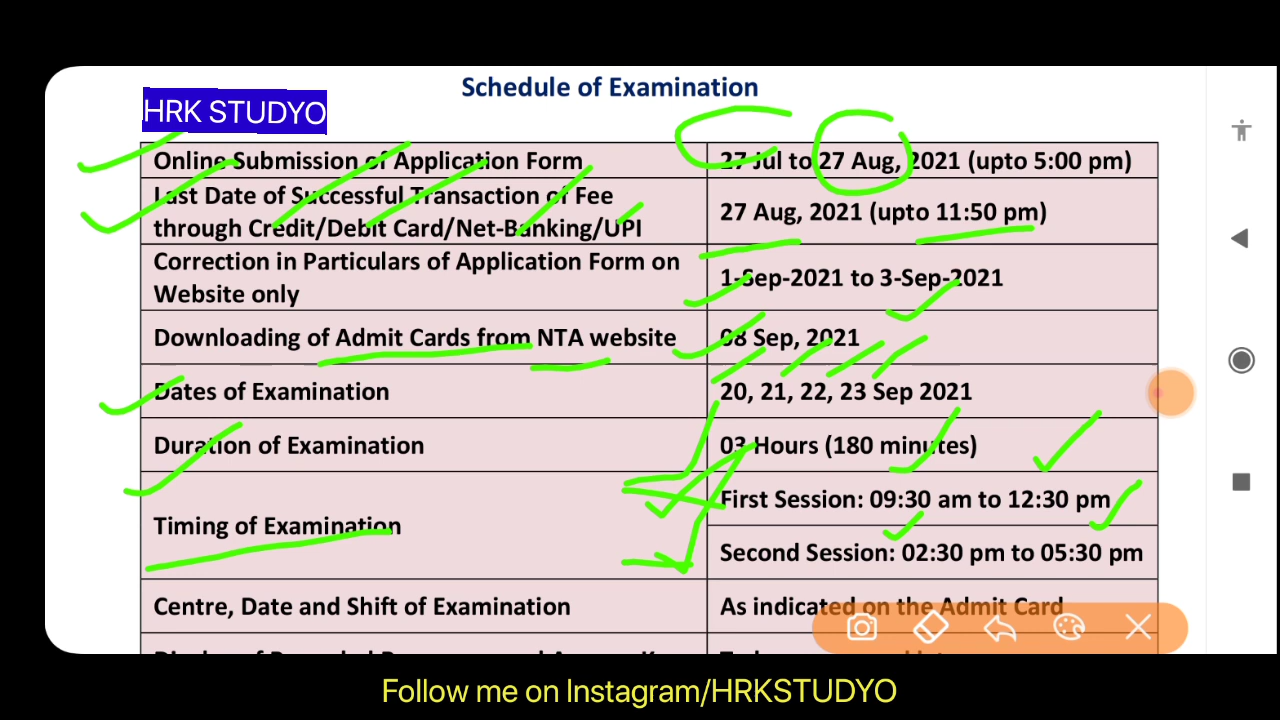 Schedule of Examination
HRK STUDYO
Online Submission of Application Form 27 Jul to 27 Aug, 2021 (upto 5:00 pm)
Last Date of Successful Transaction of Fee
through Credit/Debit Card/Net-Banking/UPI 27 Aug, 2021 (upto 11:50 pm)
Correction in Particulars of Application Form on
Website only 1-Sep-2021 to 3-Sep-2021
Downloading of Admit Cards from NTA website 08 Sep, 2021
Dates of Examination 20, 21, 22, 23 Sep 2021
Duration of Examination 03 Hours (180 minutes)
Timing of Examination First Session: 09:30 am to 12:30 pm
Second Session: 02:30 pm to 05:30 pm
Centre, Date and Shift of Examination As indicated on the Admit Card
Follow me on Instagram/HRKSTUDYO